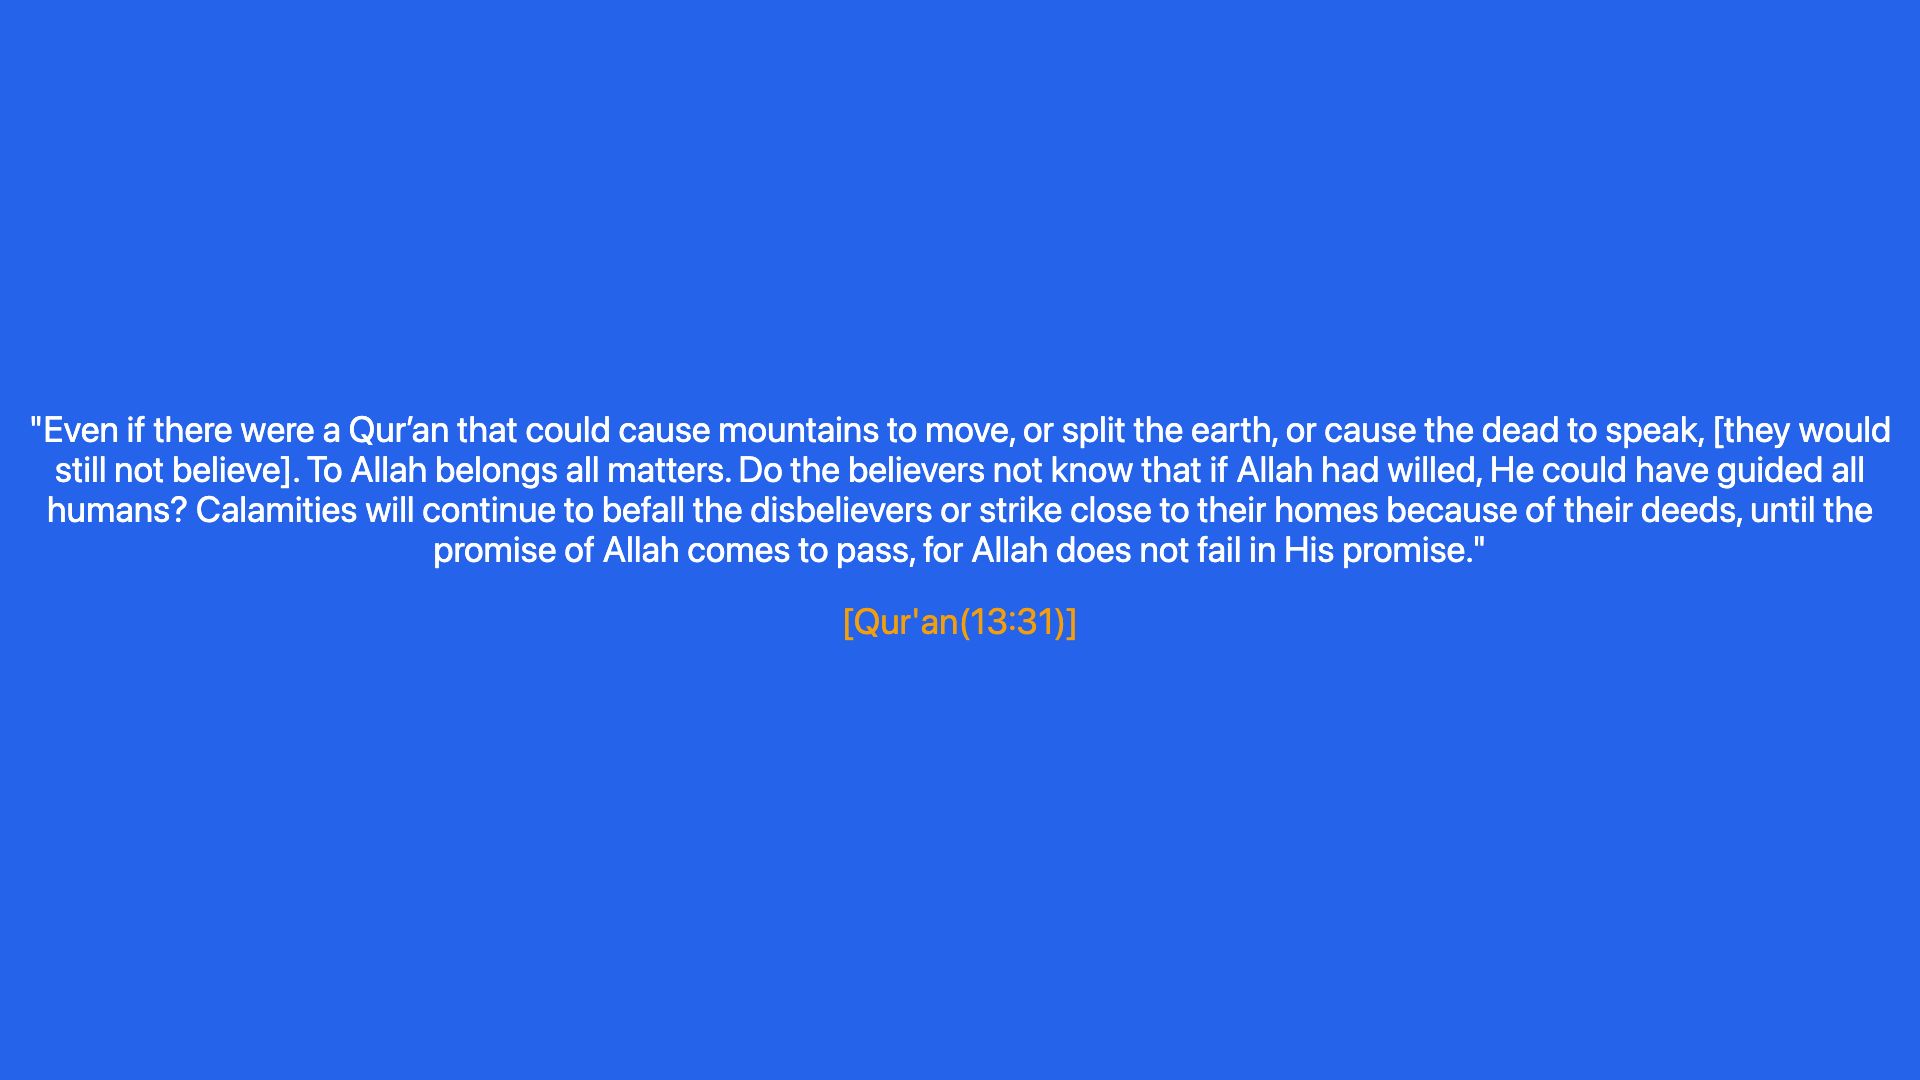 "Even if there were a Qur’an that could cause mountains to move, or split the earth, or cause the dead to speak, [they would
still not believe]. To Allah belongs all matters. Do the believers not know that if Allah had willed, He could have guided all
humans? Calamities will continue to befall the disbelievers or strike close to their homes because of their deeds, until the
promise of Allah comes to pass, for Allah does not fail in His promise."
[Qur'an(13:31)]